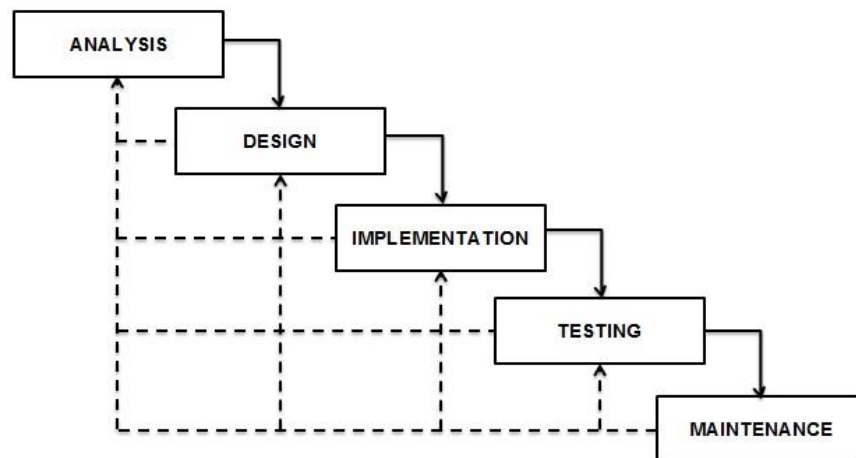 ANALYSIS
DESIGN
IMPLEMENTATION
TESTING
MAINTENANCE